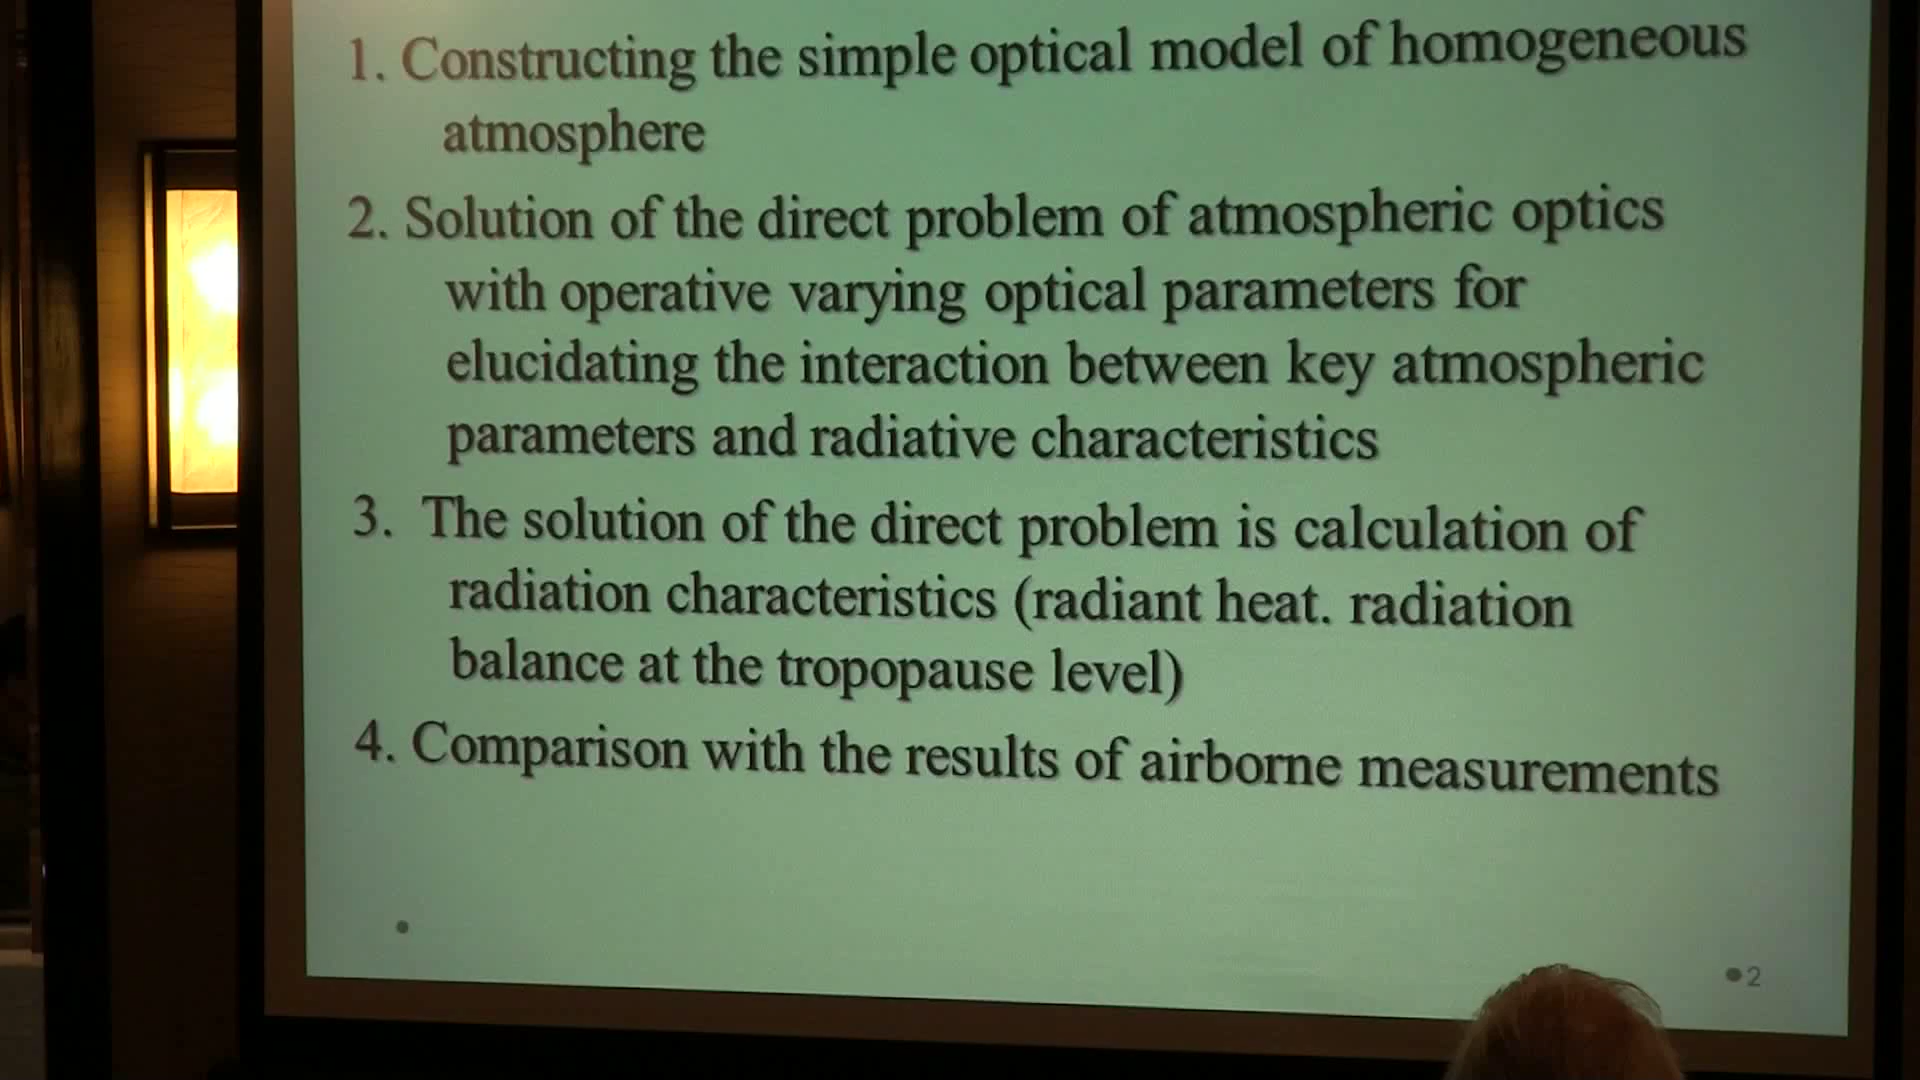 1. Constructing the simple optical model of homogeneous
atmosphere
2. Solution of the direct problem of atmospheric optics
with operative varying optical parameters for
elucidating the interaction between key atmospheric
parameters and radiative characteristics
3. The solution of the direct problem is calculation of
radiation characteristics (radiant heat. radiation
balance at the tropopause level)
4. Comparison with the results of airborne measurements
•
•2